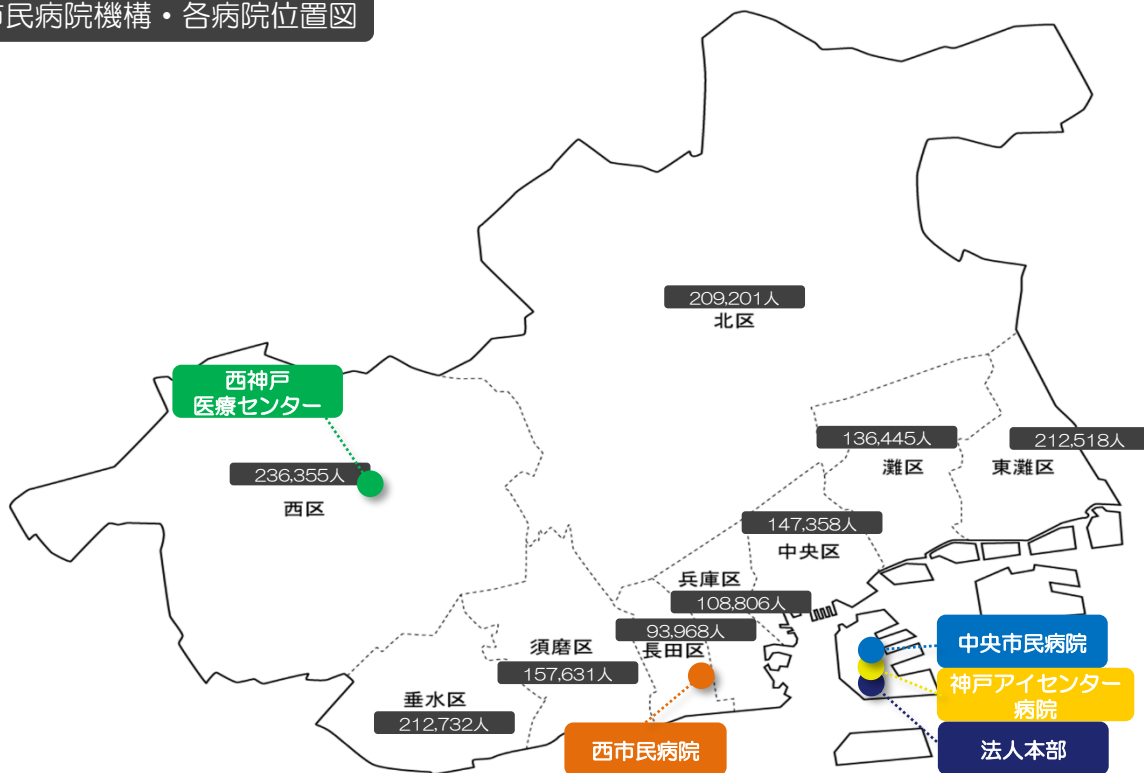 市民病院機構・各病院位置図
209,201人
北区
西神戸
医療センター
136,445人
灘区
212,518人
東灘区
236,355人
西区
147,358人
中央区
兵庫区
108,806人
93,968人
長田区
須磨区
157,631人
垂水区
212,732人
中央市民病院
神戸アイセンター
病院
西市民病院
法人本部